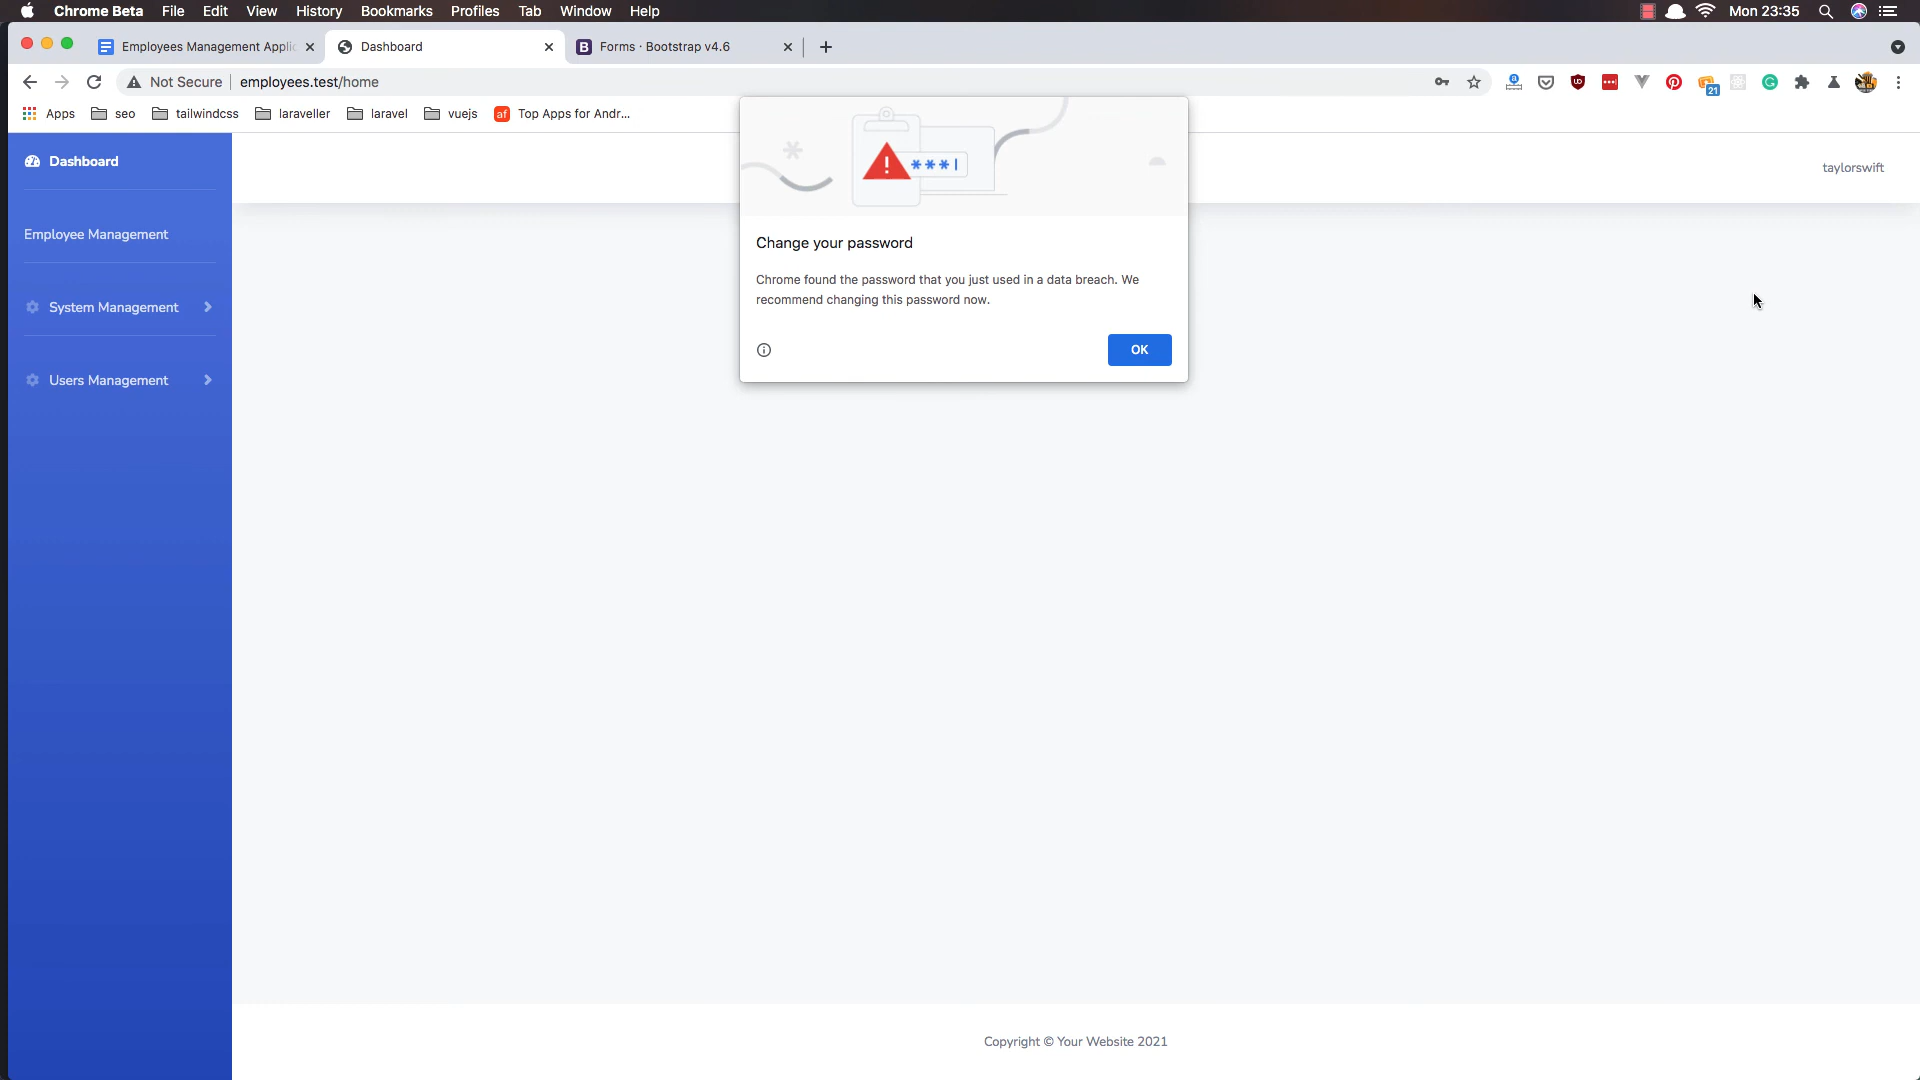 Chrome Beta File Edit View History Bookmarks Profiles Tab Window Help Mon 23:35
Employees Management Applic Dashboard Forms · Bootstrap v4.6
Not Secure employees.test/home 21
Apps seo tailwindcss laraveller laravel vuejs af Top Apps for Andr...
***
Dashboard
taylorswift
Employee Management
Change your password
Chrome found the password that you just used in a data breach. We
recommend changing this password now.
System Management
OK
Users Management
Copyright © Your Website 2021